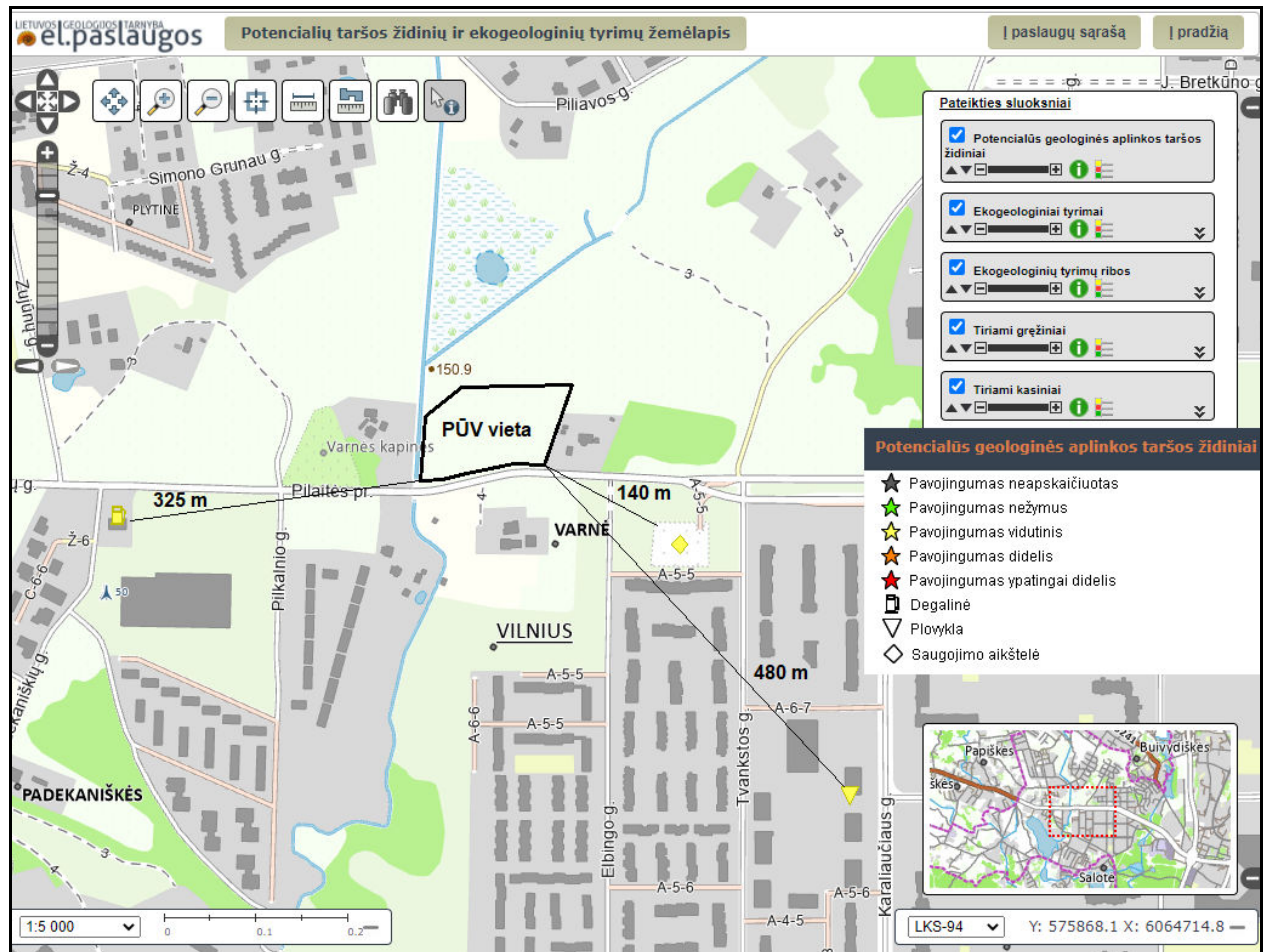 LIETUVOS GEOLOGIJOS TARNYBA
el.paslaugos
Potencialių taršos židinių ir ekogeologinių tyrimų žemėlapis
Į paslaugų sąrašą
Į pradžią
J. Bretkūno g.
Piliavos g.
Simono Grunau g.
Ž-4
PLYTINĖ
Zujūnų g.
3
3
3
150.9
PŪV vieta
Varnės kapinės
Pilaitės pr.
325 m
140 m
A-5-5
4
VARNĖ
Ž-6
C-6-6
50
Pilkalnio g.
A-5-5
VILNIUS
A-5-5
A-6-6
A-5-5
480 m
A-6-7
Tvankstos g.
PADEKANIŠKĖS
Elbingo g.
Karaliaučiaus g.
3
4
A-5-6
A-5-6
A-4-5
Pateikties sluoksniai
Potencialūs geologinės aplinkos taršos
židiniai
Ekogeologiniai tyrimai
Ekogeologinių tyrimų ribos
Tiriami gręžiniai
Tiriami kasiniai
Potencialūs geologinės aplinkos taršos židiniai
Pavojingumas neapskaičiuotas
Pavojingumas nežymus
Pavojingumas vidutinis
Pavojingumas didelis
Pavojingumas ypatingai didelis
Degalinė
Plovykla
Saugojimo aikštelė
Papiškės
Buivydiškės
Salotė
1:5 000
0 0.1 0.2
LKS-94
Y: 575868.1 X: 6064714.8